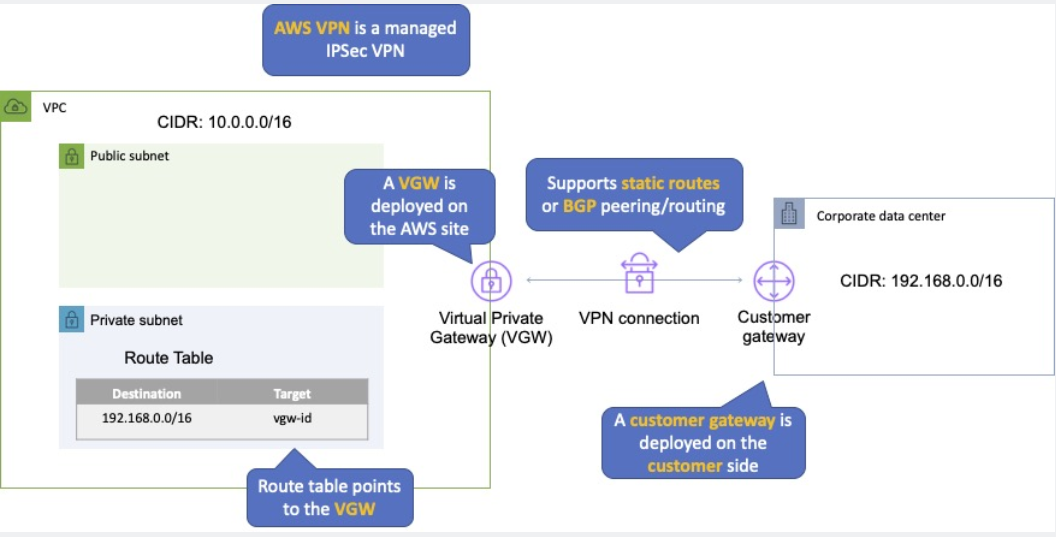 AWS VPN is a managed
IPSec VPN
VPC
CIDR: 10.0.0.0/16
Public subnet
A VGW is
deployed on
the AWS site
Supports static routes
or BGP peering/routing
Corporate data center
CIDR: 192.168.0.0/16
Virtual Private
Gateway (VGW)
VPN connection
Customer
gateway
Private subnet
Route Table
Destination Target
192.168.0.0/16 vgw-id
A customer gateway is
deployed on the
customer side
Route table points
to the VGW